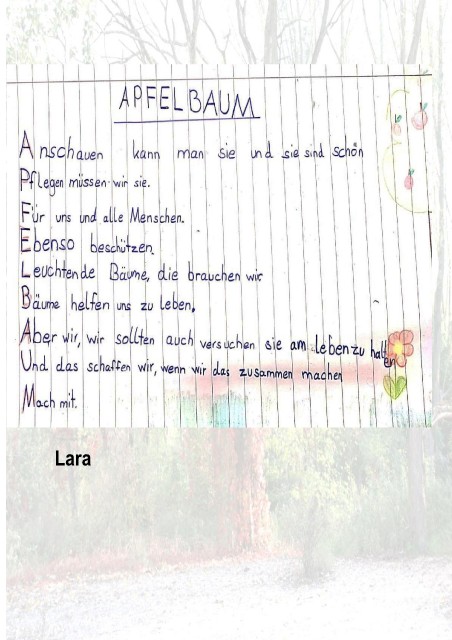 APFELBAUM
Anschauen kann man sie und sie sind schön
Pflegen müssen wir sie.
Für uns und alle Menschen.
Ebenso beschützen.
Leuchtende Bäume, die brauchen wir
Bäume helfen uns zu leben.
Aber wir, wir sollten auch versuchen sie am leben zu halten
Und das schaffen wir, wenn wir das zusammen machen
Mach mit.
Lara